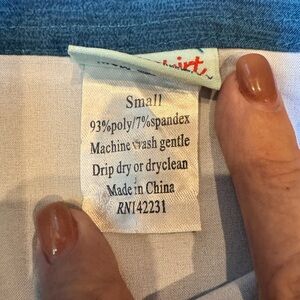 Small
93%poly/7%spandex
Machine wash gentle
Drip dry or dryclean
Made in China
RN142231